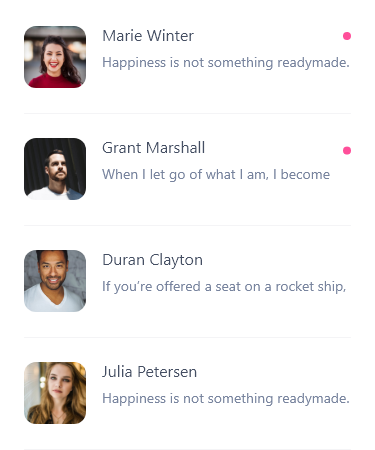 Marie Winter
Happiness is not something readymade.
Grant Marshall
When I let go of what I am, I become
Duran Clayton
If you’re offered a seat on a rocket ship,
Julia Petersen
Happiness is not something readymade.